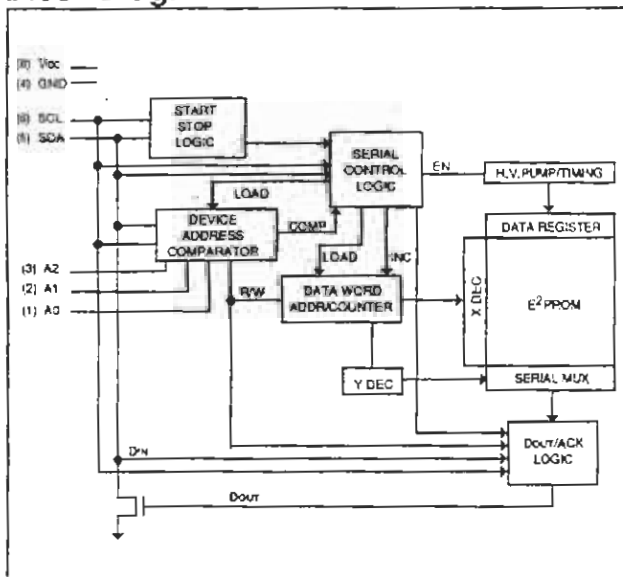 (8) Vcc
(4) GND
(6) SCL
(5) SDA
START
STOP
LOGIC
SERIAL
CONTROL
LOGIC
EN
H.V. PUMP/TIMING
LOAD
DEVICE
ADDRESS
COMPARATOR
COMP
LOAD
INC
DATA REGISTER
(3) A2
(2) A1
(1) A0
R/W
DATA WORD
ADDR/COUNTER
X DEC
E²PROM
Y DEC
SERIAL MUX
DIN
DOUT/ACK
LOGIC
DOUT